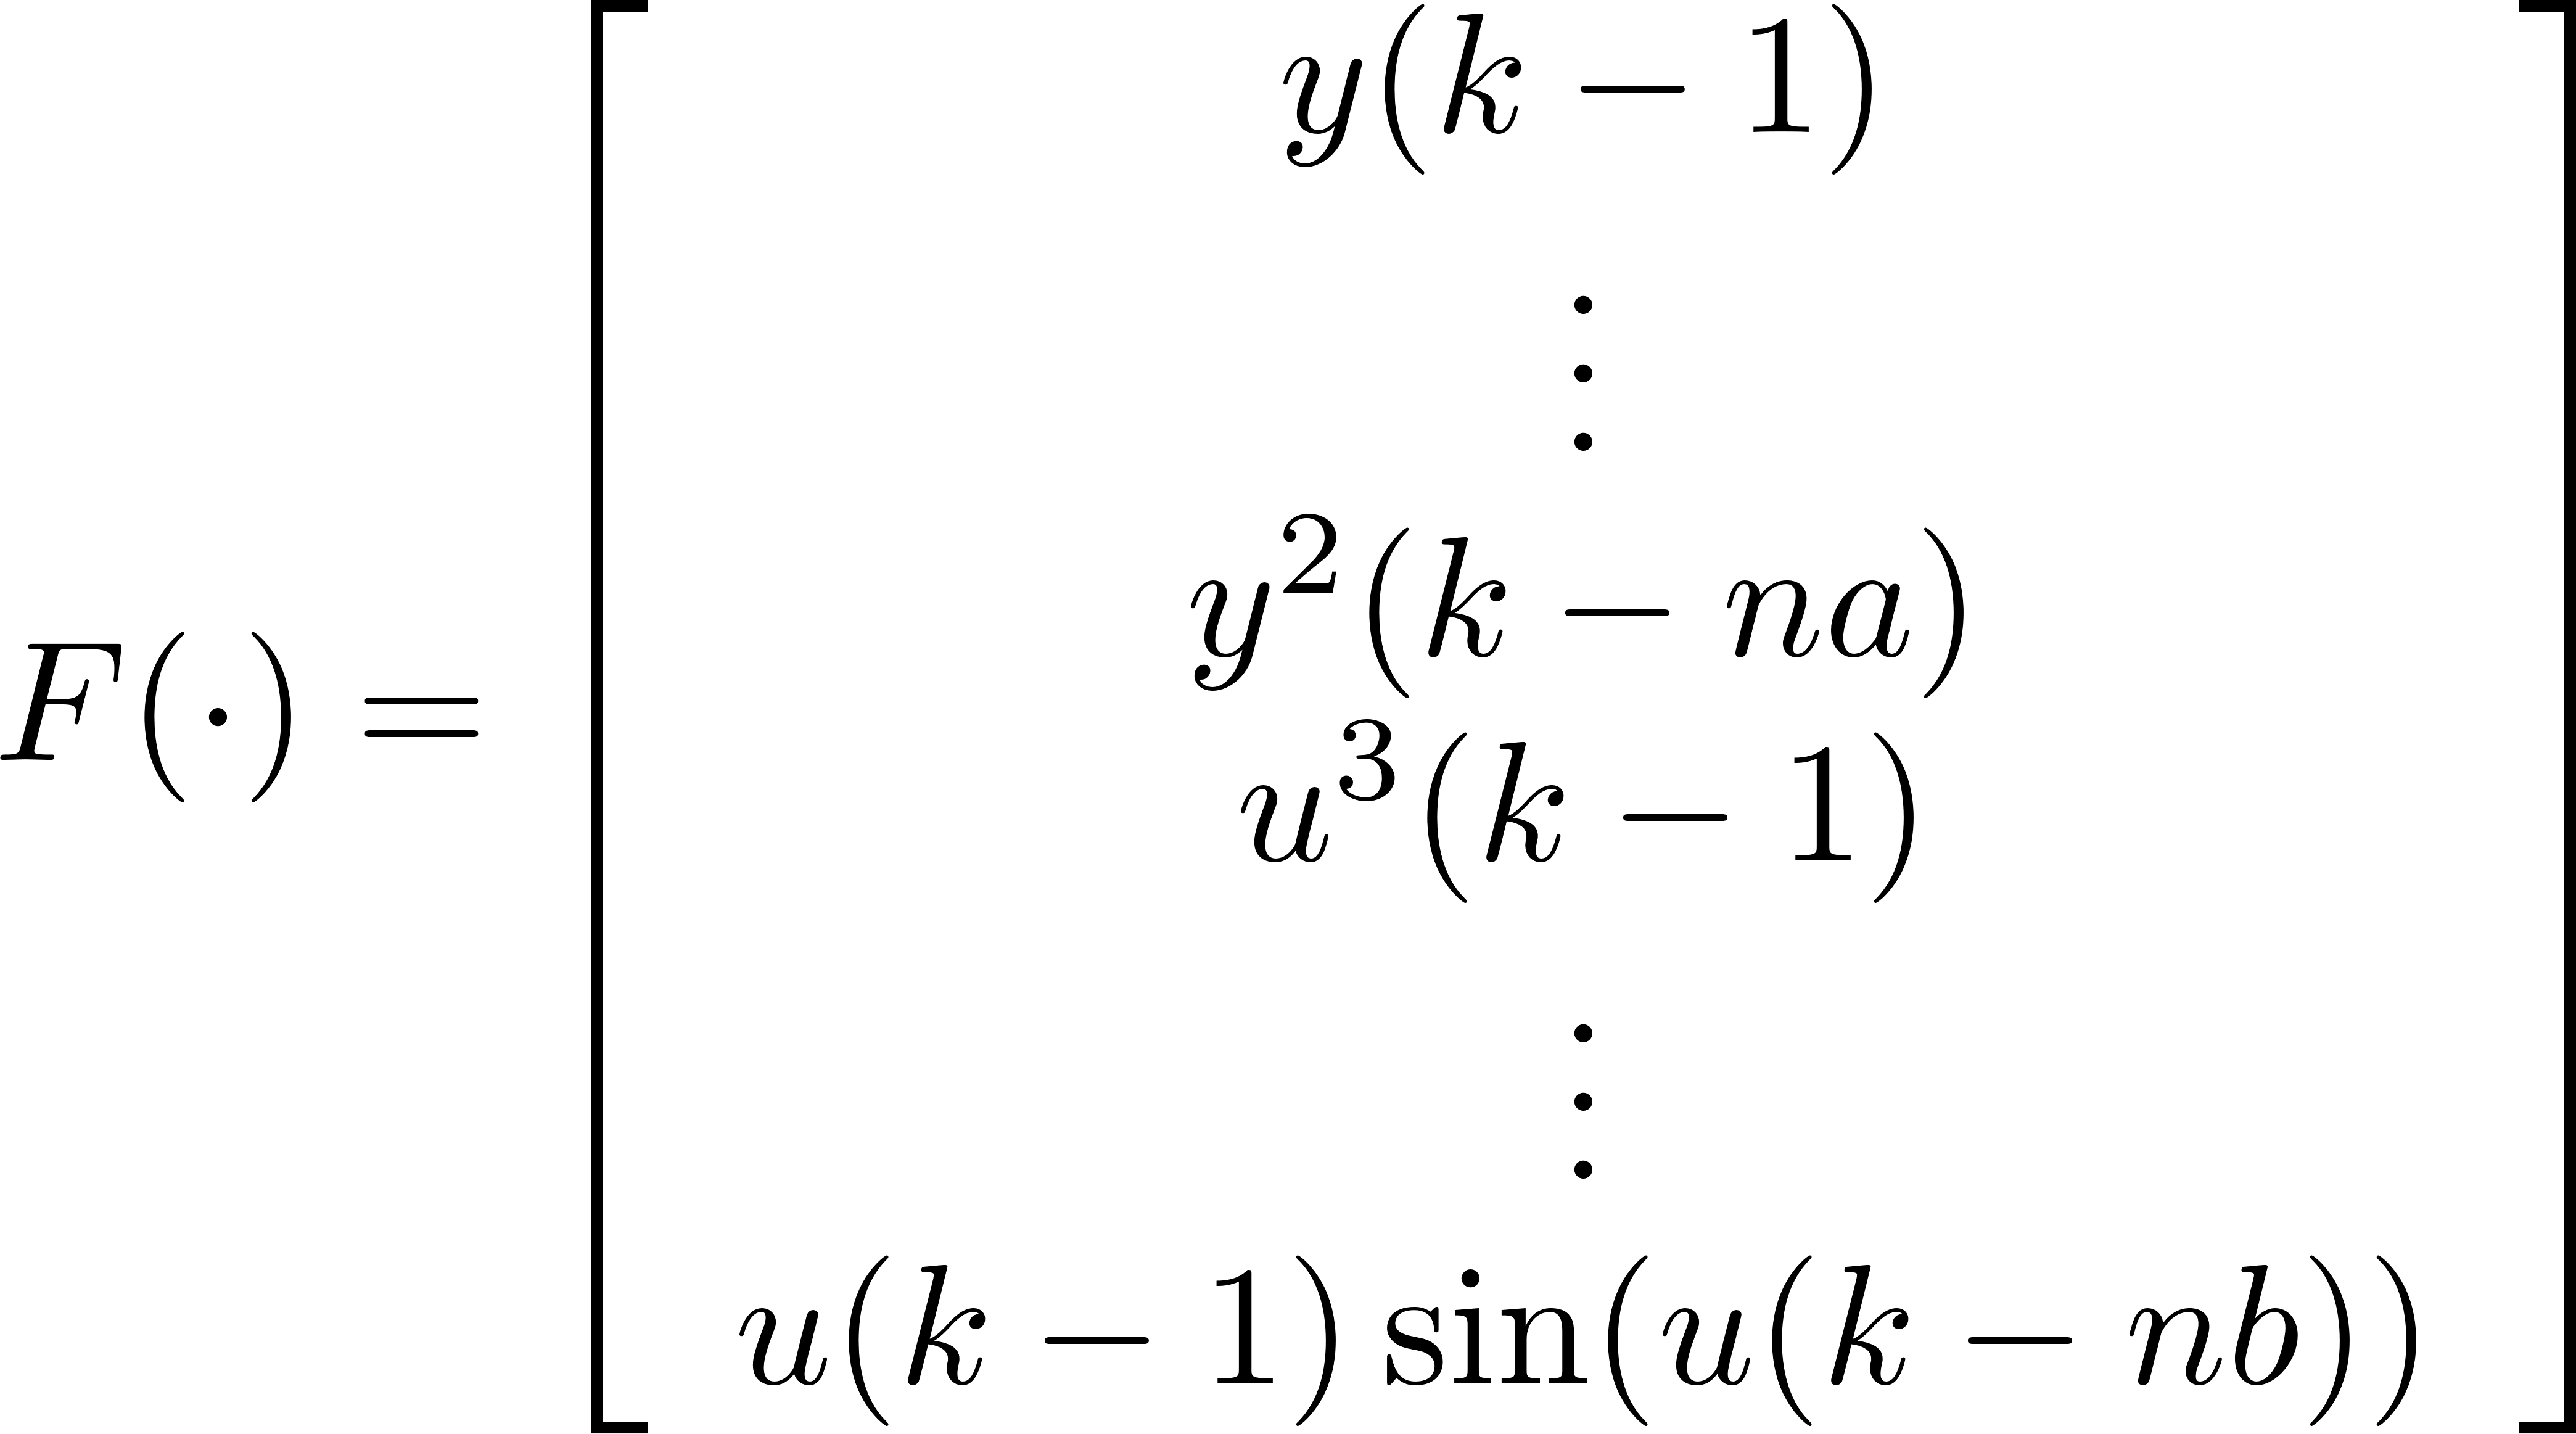 y(k − 1)
⋮
y²(k − na)
F(·) =
u³(k − 1)
⋮
u(k − 1) sin(u(k − nb))